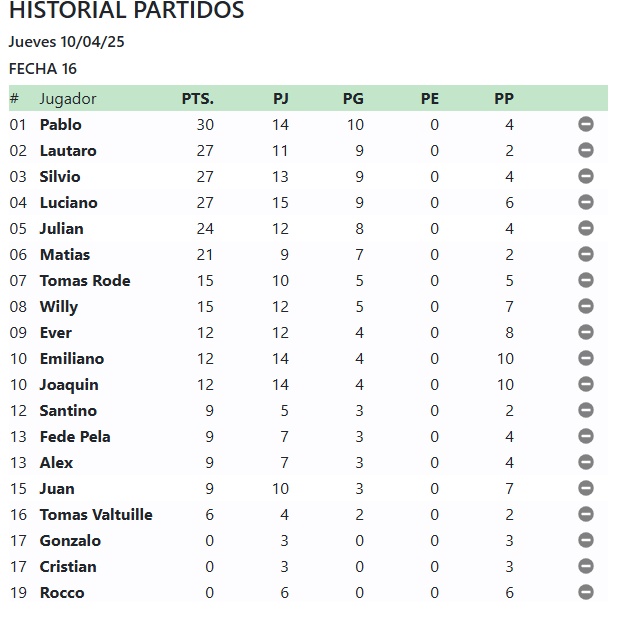 HISTORIAL PARTIDOS
Jueves 10/04/25
FECHA 16
# Jugador PTS. PJ PG PE PP
01 Pablo 30 14 10 0 4
02 Lautaro 27 11 9 0 2
03 Silvio 27 13 9 0 4
04 Luciano 27 15 9 0 6
05 Julian 24 12 8 0 4
06 Matias 21 9 7 0 2
07 Tomas Rode 15 10 5 0 5
08 Willy 15 12 5 0 7
09 Ever 12 12 4 0 8
10 Emiliano 12 14 4 0 10
10 Joaquin 12 14 4 0 10
12 Santino 9 5 3 0 2
13 Fede Pela 9 7 3 0 4
13 Alex 9 7 3 0 4
15 Juan 9 10 3 0 7
16 Tomas Valtuille 6 4 2 0 2
17 Gonzalo 0 3 0 0 3
17 Cristian 0 3 0 0 3
19 Rocco 0 6 0 0 6